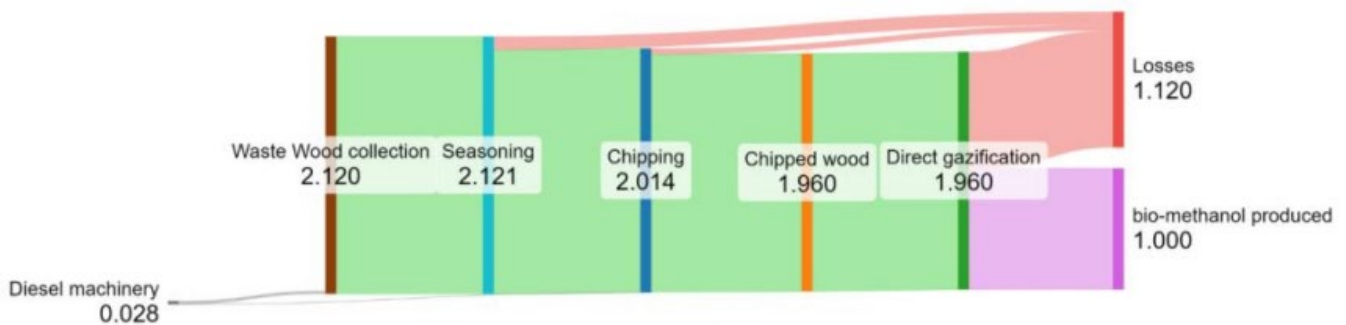 Losses
1.120
Waste Wood collection
2.120
Seasoning
2.121
Chipping
2.014
Chipped wood
1.960
Direct gazification
1.960
bio-methanol produced
1.000
Diesel machinery
0.028